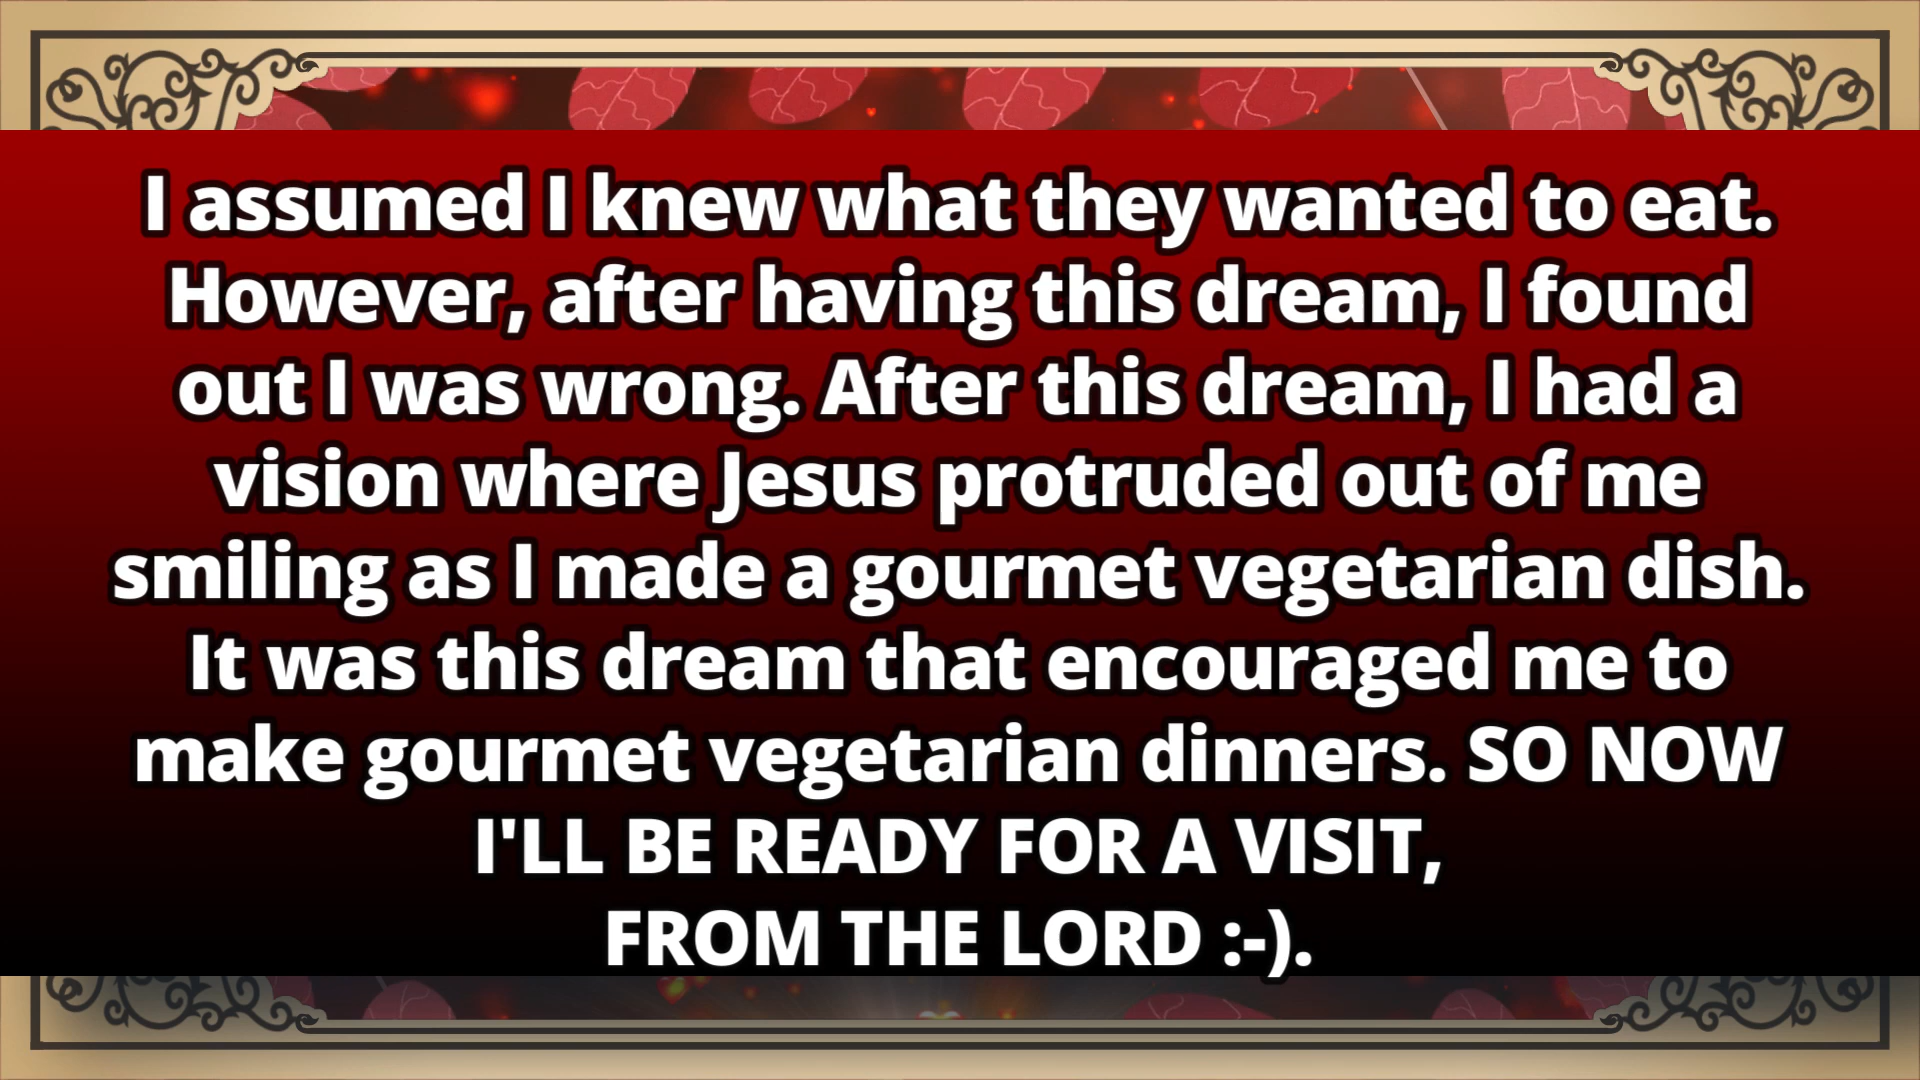 I assumed I knew what they wanted to eat.
However, after having this dream, I found
out I was wrong. After this dream, I had a
vision where Jesus protruded out of me
smiling as I made a gourmet vegetarian dish.
It was this dream that encouraged me to
make gourmet vegetarian dinners. SO NOW
I'LL BE READY FOR A VISIT,
FROM THE LORD :-).